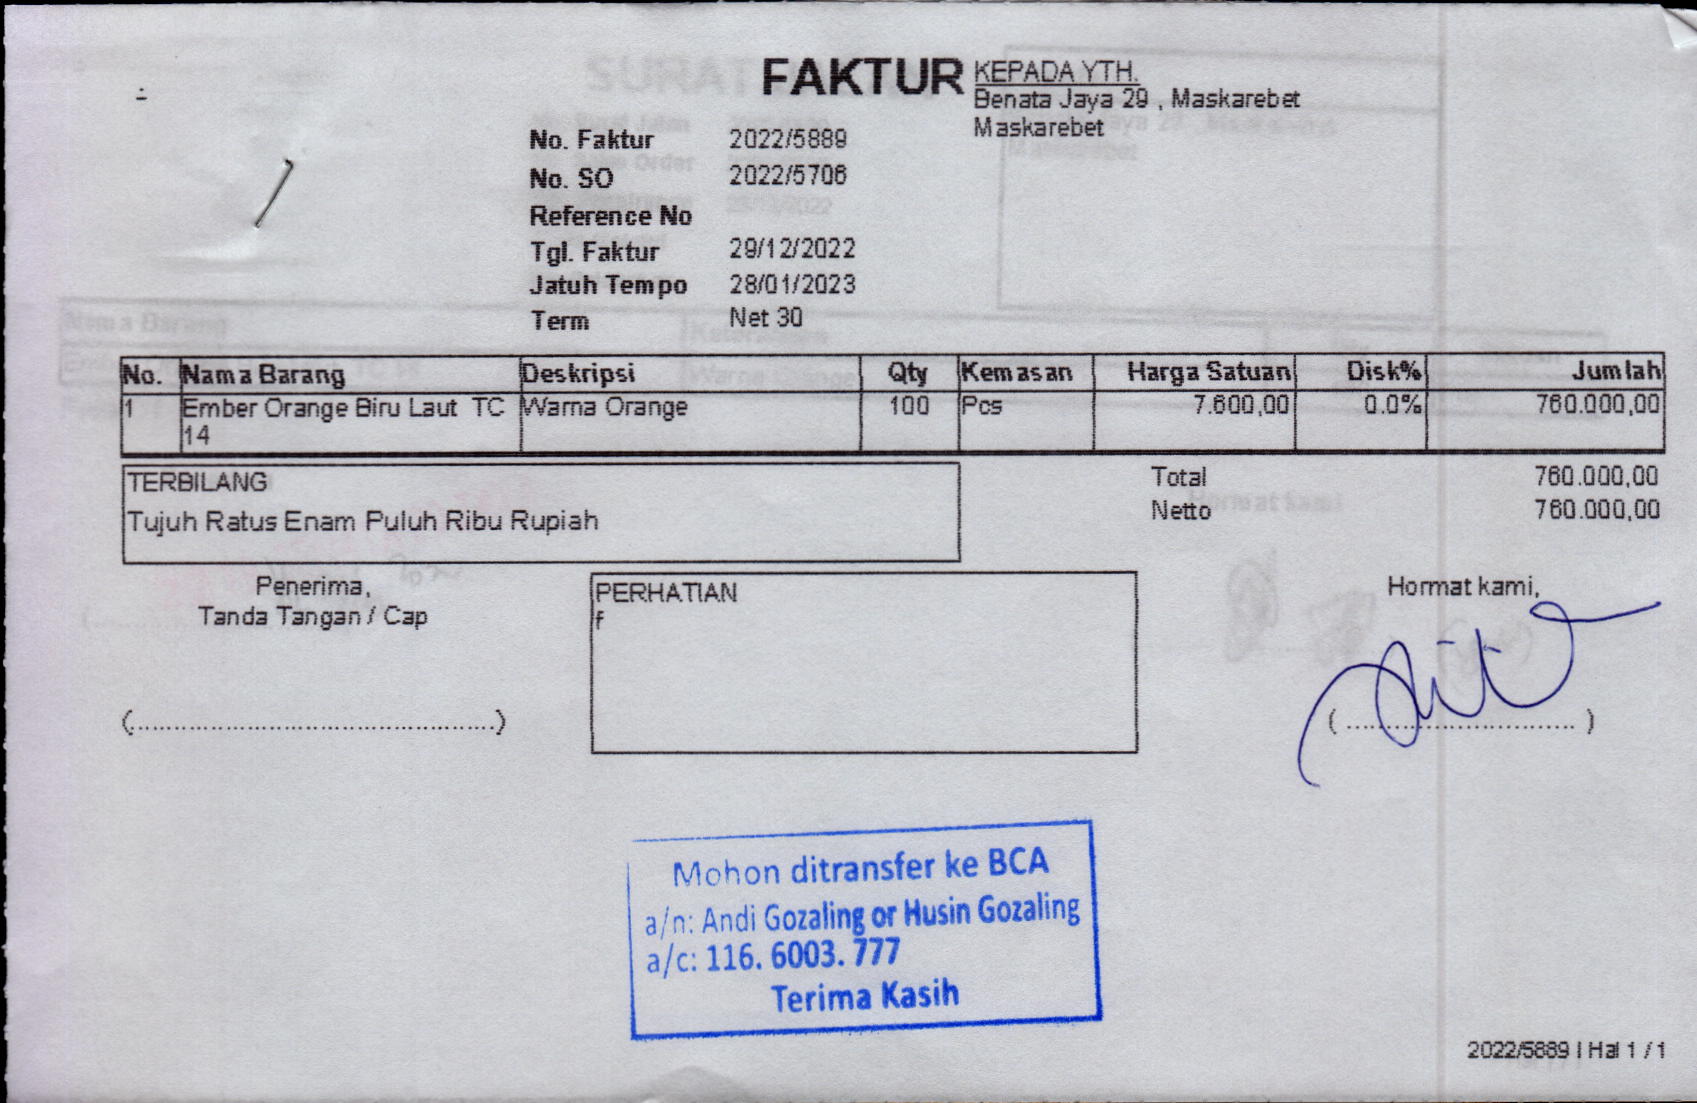 FAKTUR
KEPADA YTH.
Benata Jaya 29 , Maskarebet
Maskarebet
No. Faktur 2022/5889
No. SO 2022/5706
Reference No
Tgl. Faktur 29/12/2022
Jatuh Tempo 28/01/2023
Term Net 30
No. Nama Barang Deskripsi Qty Kemasan Harga Satuan Disk% Jumlah
1 Ember Orange Biru Laut TC Warna Orange 100 Pcs 7.600,00 0.0% 760.000,00
14
TERBILANG
Tujuh Ratus Enam Puluh Ribu Rupiah
Total 760.000,00
Netto 760.000,00
Penerima,
Tanda Tangan / Cap
(..........................................)
PERHATIAN
f
Hormat kami,
( ............................ )
Mohon ditransfer ke BCA
a/n: Andi Gozaling or Husin Gozaling
a/c: 116. 6003. 777
Terima Kasih
2022/5889 | Hal 1 / 1